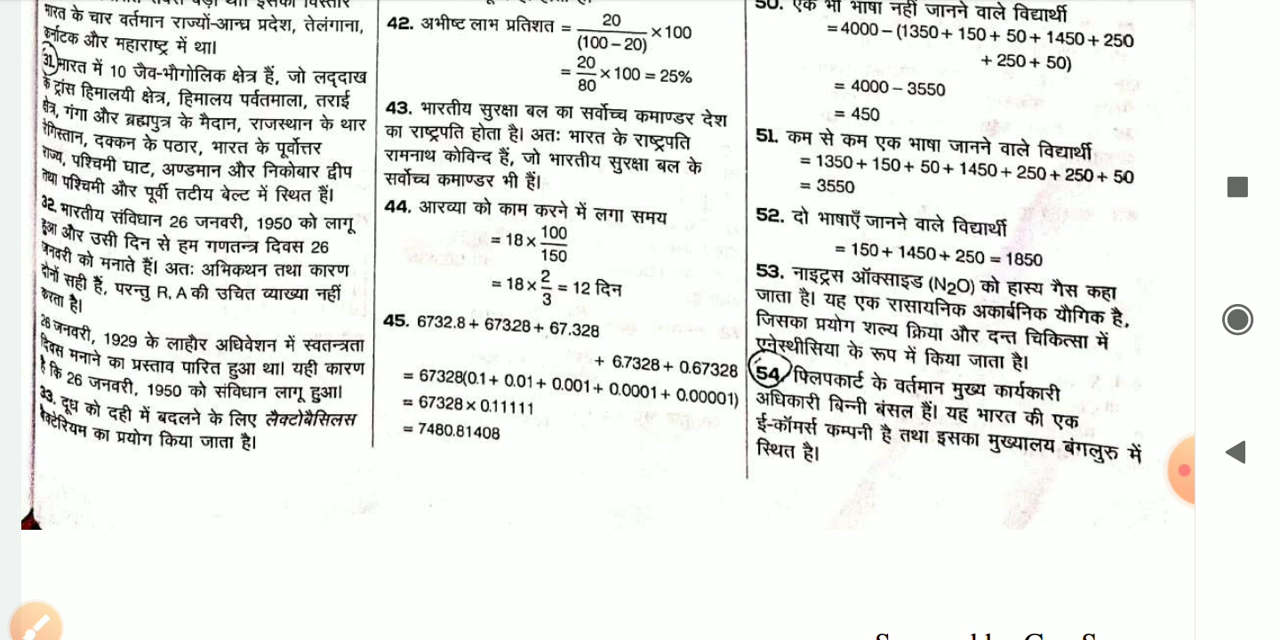 भारत के चार वर्तमान राज्यों-आन्ध्र प्रदेश, तेलंगाना,
कर्नाटक और महाराष्ट्र में था।
31. भारत में 10 जैव-भौगोलिक क्षेत्र हैं, जो लद्दाख
के ट्रांस हिमालयी क्षेत्र, हिमालय पर्वतमाला, तराई
क्षेत्र, गंगा और ब्रह्मपुत्र के मैदान, राजस्थान के थार
रेगिस्तान, दक्कन के पठार, भारत के पूर्वोत्तर
राज्य, पश्चिमी घाट, अण्डमान और निकोबार द्वीप
तथा पश्चिमी और पूर्वी तटीय बेल्ट में स्थित हैं।
32. भारतीय संविधान 26 जनवरी, 1950 को लागू
हुआ और उसी दिन से हम गणतन्त्र दिवस 26
जनवरी को मनाते हैं। अतः अभिकथन तथा कारण
दोनों सही हैं, परन्तु R, A की उचित व्याख्या नहीं
करता है।
26 जनवरी, 1929 के लाहौर अधिवेशन में स्वतन्त्रता
दिवस मनाने का प्रस्ताव पारित हुआ था। यही कारण
है कि 26 जनवरी, 1950 को संविधान लागू हुआ।
33. दूध को दही में बदलने के लिए लैक्टोबैसिलस
बैक्टेरियम का प्रयोग किया जाता है।
42. अभीष्ट लाभ प्रतिशत = 20/(100 – 20) × 100
= 20/80 × 100 = 25%
43. भारतीय सुरक्षा बल का सर्वोच्च कमाण्डर देश
का राष्ट्रपति होता है। अतः भारत के राष्ट्रपति
रामनाथ कोविन्द हैं, जो भारतीय सुरक्षा बल के
सर्वोच्च कमाण्डर भी हैं।
44. आरव्या को काम करने में लगा समय
= 18 × 100/150
= 18 × 2/3 = 12 दिन
45. 6732.8 + 673.28 + 67.328
+ 6.7328 + 0.67328
= 67328(0.1 + 0.01 + 0.001 + 0.0001 + 0.00001)
= 67328 × 0.11111
= 7480.81408
50. एक भी भाषा नहीं जानने वाले विद्यार्थी
= 4000 – (1350 + 150 + 50 + 1450 + 250
+ 250 + 50)
= 4000 – 3550
= 450
51. कम से कम एक भाषा जानने वाले विद्यार्थी
= 1350 + 150 + 50 + 1450 + 250 + 250 + 50
= 3550
52. दो भाषाएँ जानने वाले विद्यार्थी
= 150 + 1450 + 250 = 1850
53. नाइट्रस ऑक्साइड (N₂O) को हास्य गैस कहा
जाता है। यह एक रासायनिक अकार्बनिक यौगिक है,
जिसका प्रयोग शल्य क्रिया और दन्त चिकित्सा में
एनेस्थीसिया के रूप में किया जाता है।
54. फ्लिपकार्ट के वर्तमान मुख्य कार्यकारी
अधिकारी बिन्नी बंसल हैं। यह भारत की एक
ई-कॉमर्स कम्पनी है तथा इसका मुख्यालय बंगलुरु में
स्थित है।